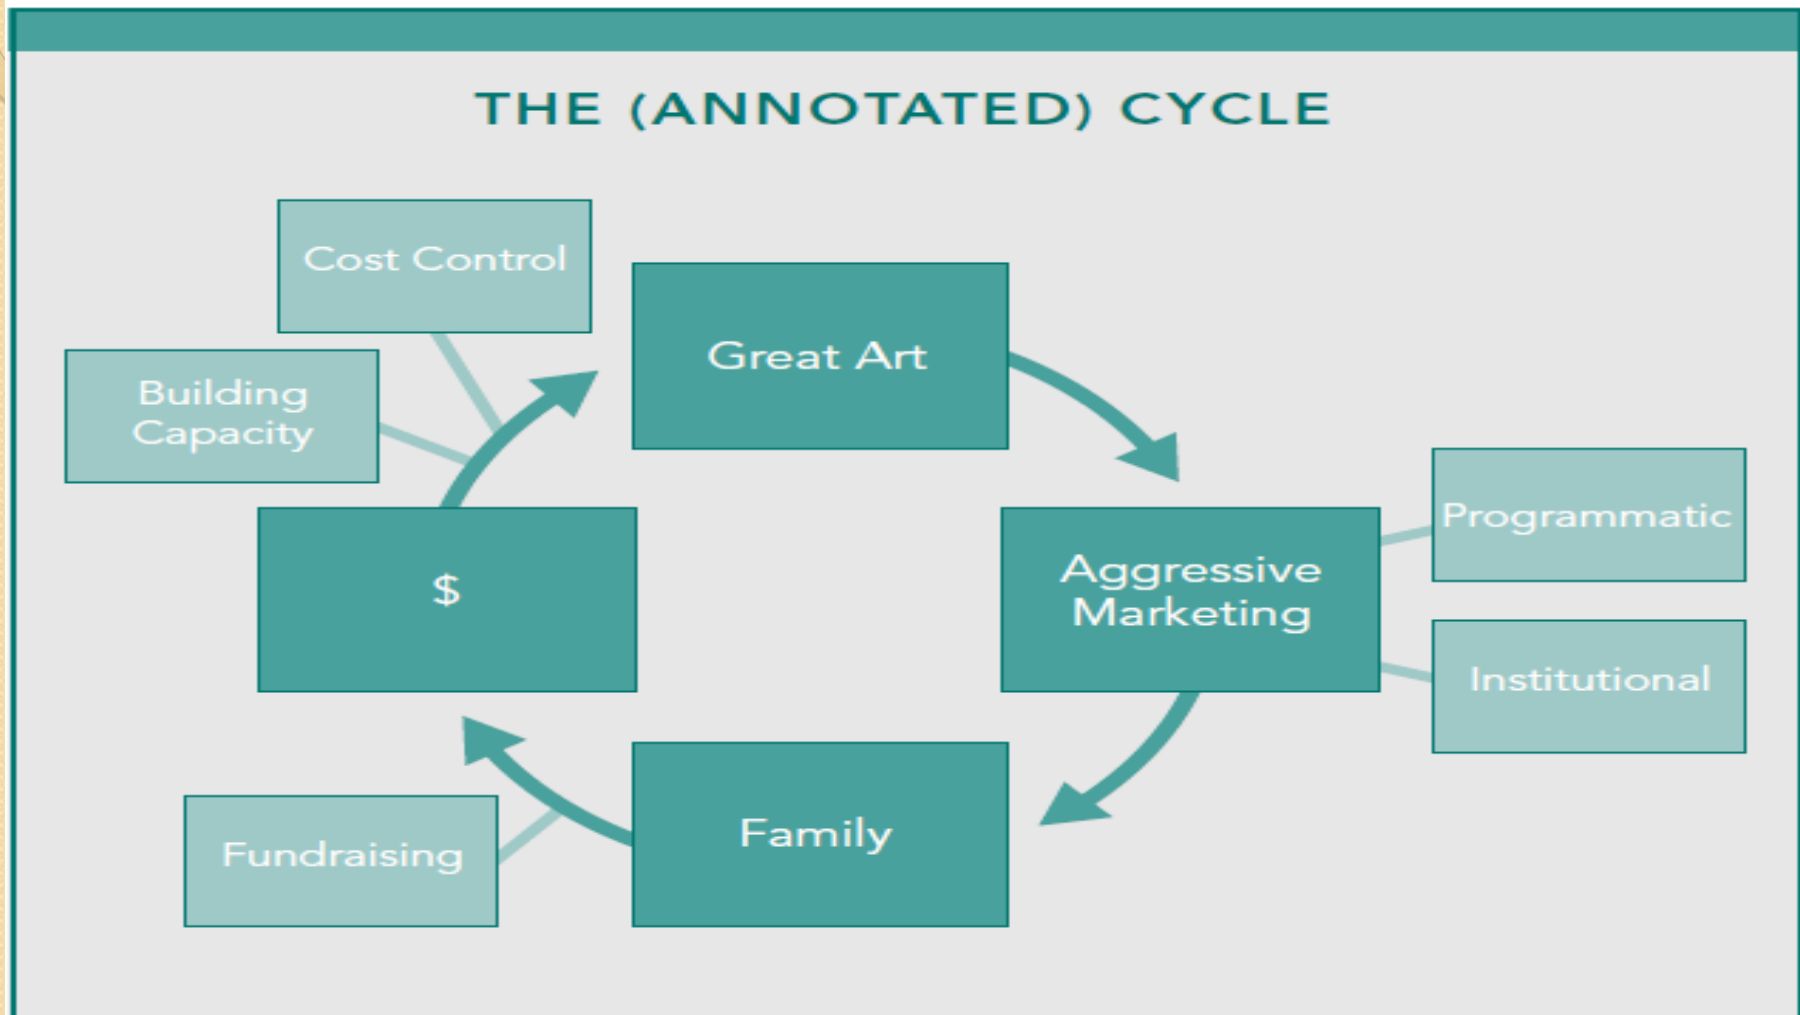 THE (ANNOTATED) CYCLE
Cost Control
Great Art
Building
Capacity
Programmatic
$
Aggressive
Marketing
Institutional
Family
Fundraising